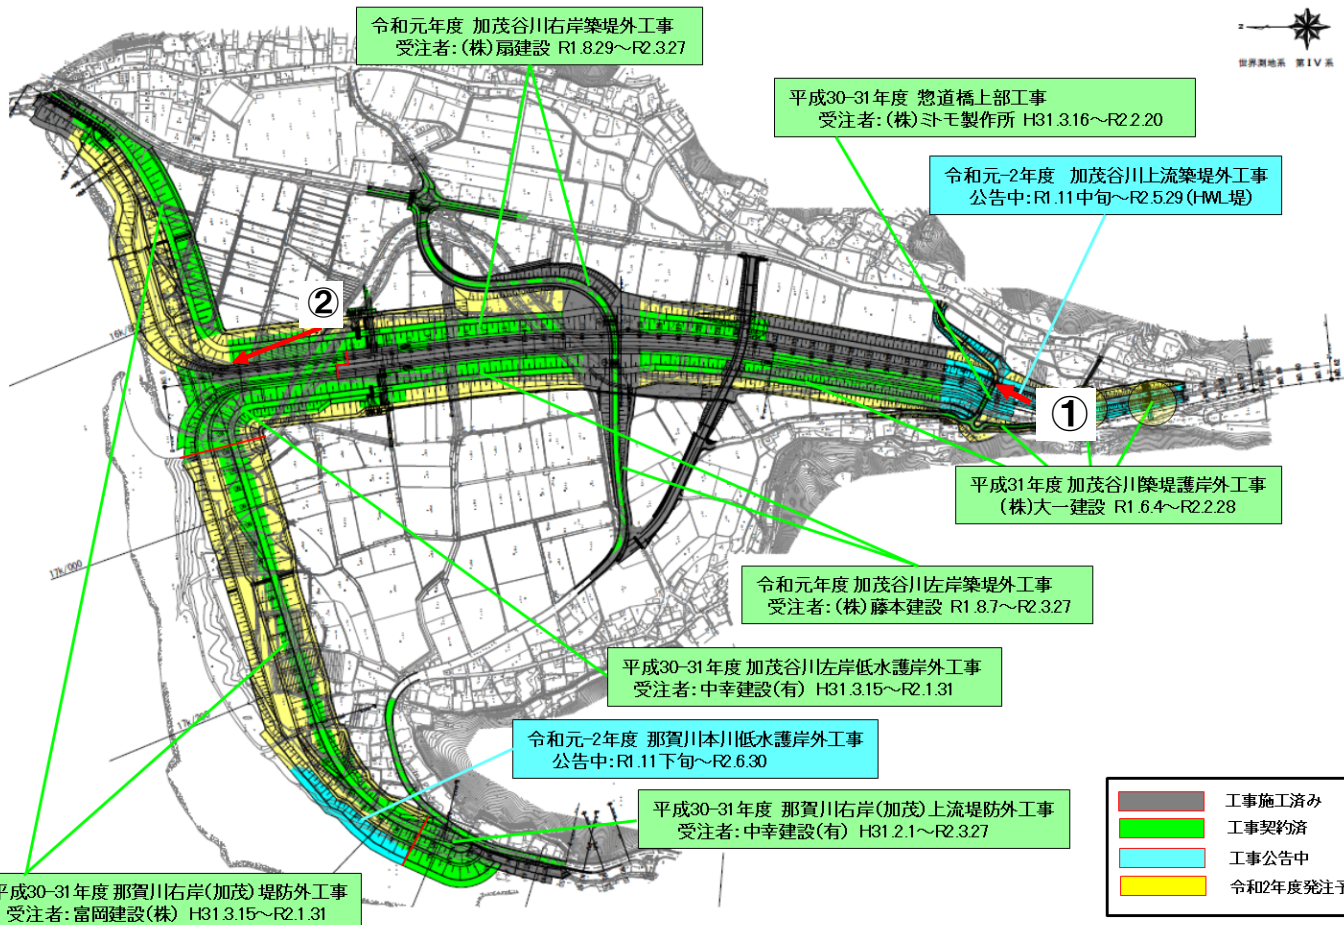 令和元年度 加茂谷川右岸築堤外工事
受注者:(株)扇建設 R1.8.29～R2.3.27
N
世界測地系 第IV系
平成30-31年度 惣道橋上部工事
受注者:(株)ミトモ製作所 H31.3.16～R2.2.20
令和元-2年度 加茂谷川上流築堤外工事
公告中:R1.11中旬～R2.5.29(HWL堤)
②
①
16k/8
17k/000
17k/200
平成31年度 加茂谷川築堤護岸外工事
(株)大一建設 R1.6.4～R2.2.28
令和元年度 加茂谷川左岸築堤外工事
受注者:(株)藤本建設 R1.8.7～R2.3.27
平成30-31年度 加茂谷川左岸低水護岸外工事
受注者:中幸建設(有) H31.3.15～R2.1.31
令和元-2年度 那賀川本川低水護岸外工事
公告中:R1.11下旬～R2.6.30
平成30-31年度 那賀川右岸(加茂)上流堤防外工事
受注者:中幸建設(有) H31.2.1～R2.3.27
平成30-31年度 那賀川右岸(加茂)堤防外工事
受注者:富岡建設(株) H31.3.15～R2.1.31
工事施工済み
工事契約済
工事公告中
令和2年度発注予